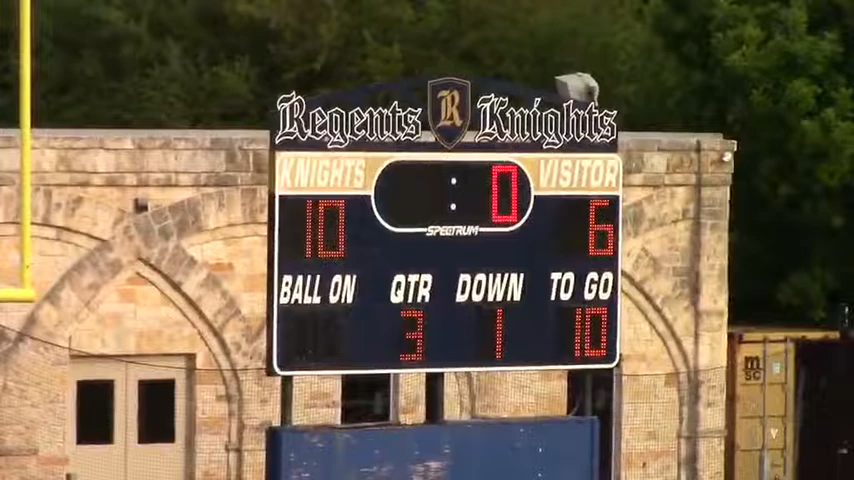 Regents R Knights
KNIGHTS : 0 VISITOR
10 SPECTRUM 6
BALL ON QTR DOWN TO GO
3 1 10
msc